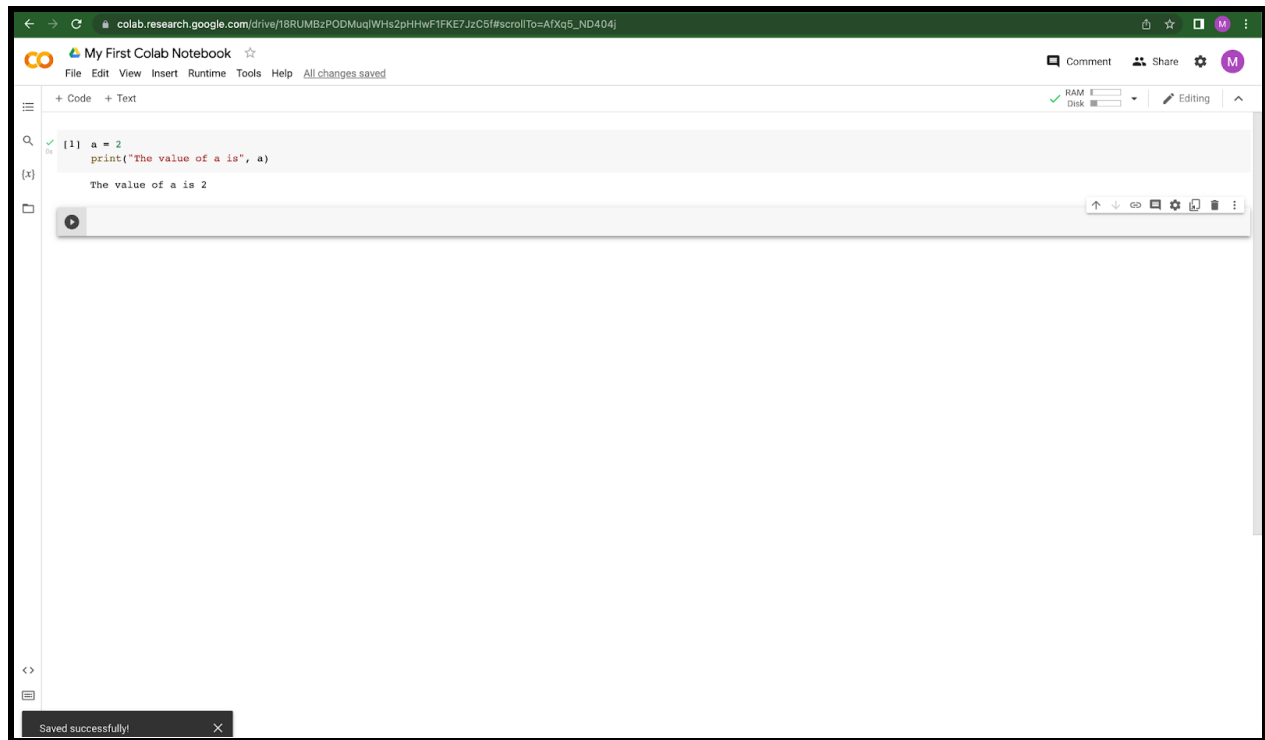 colab.research.google.com/drive/18RUMBzPODMuqlWHs2pHHwF1FKE7JzC5f#scrollTo=AfXq5_ND404j
M
My First Colab Notebook
File Edit View Insert Runtime Tools Help All changes saved
Comment Share M
+ Code + Text
RAM
Disk
Editing
[1] a = 2
0s
print("The value of a is", a)
{x}
The value of a is 2
Saved successfully!